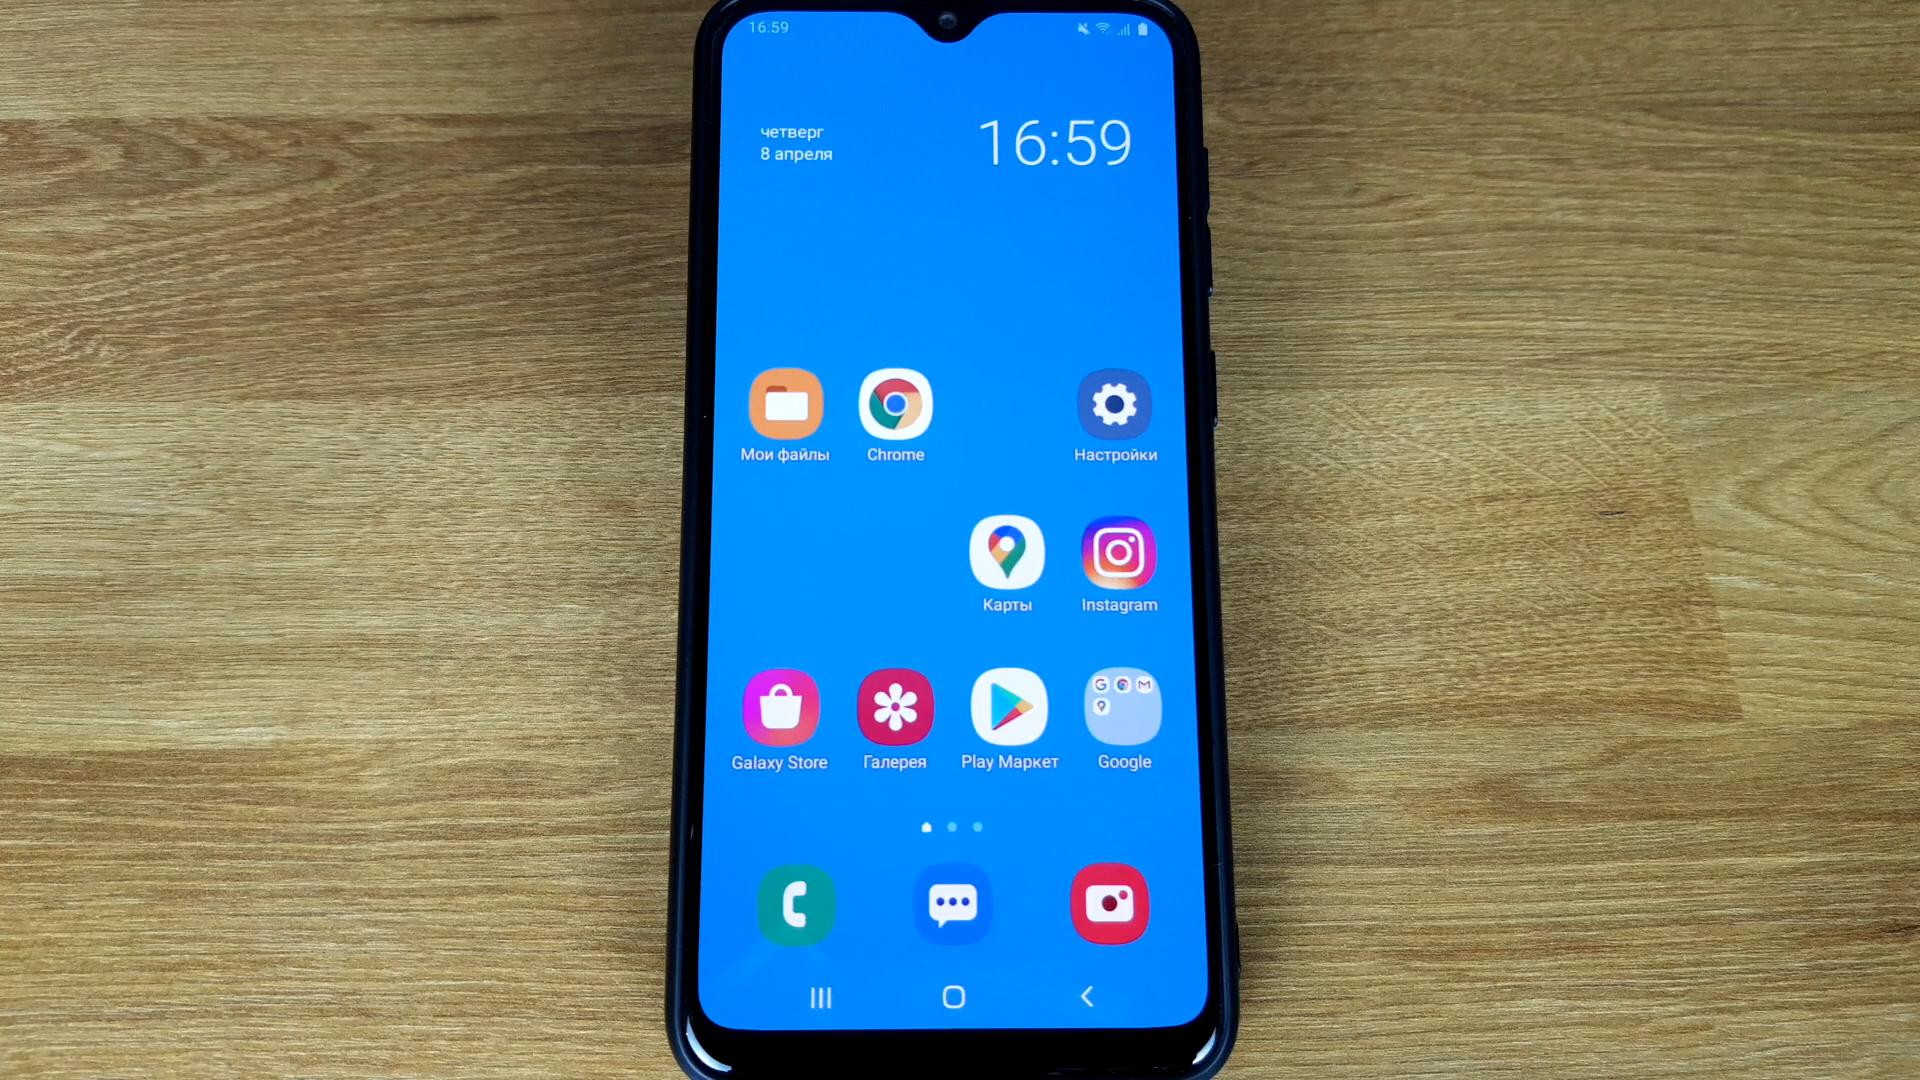 16:59
четверг
8 апреля
16:59
Мои файлы
Chrome
Настройки
Карты
Instagram
Galaxy Store
Галерея
Play Маркет
Google